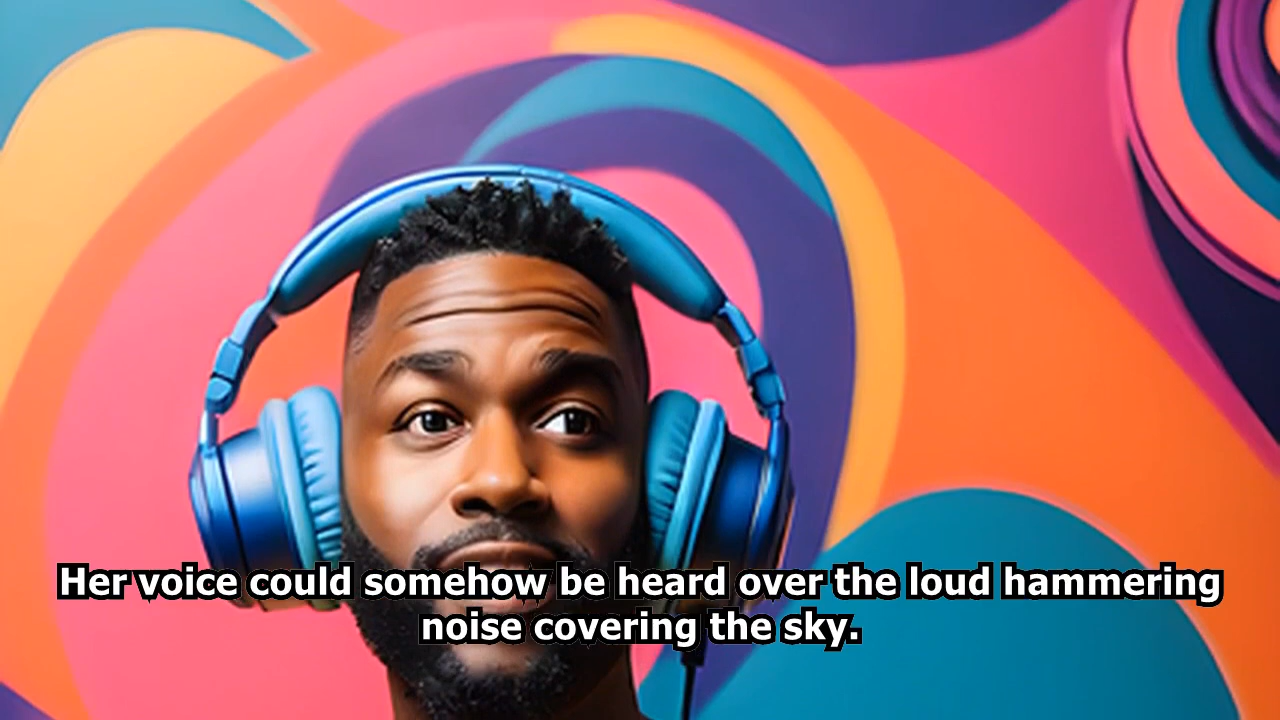 Her voice could somehow be heard over the loud hammering
noise covering the sky.